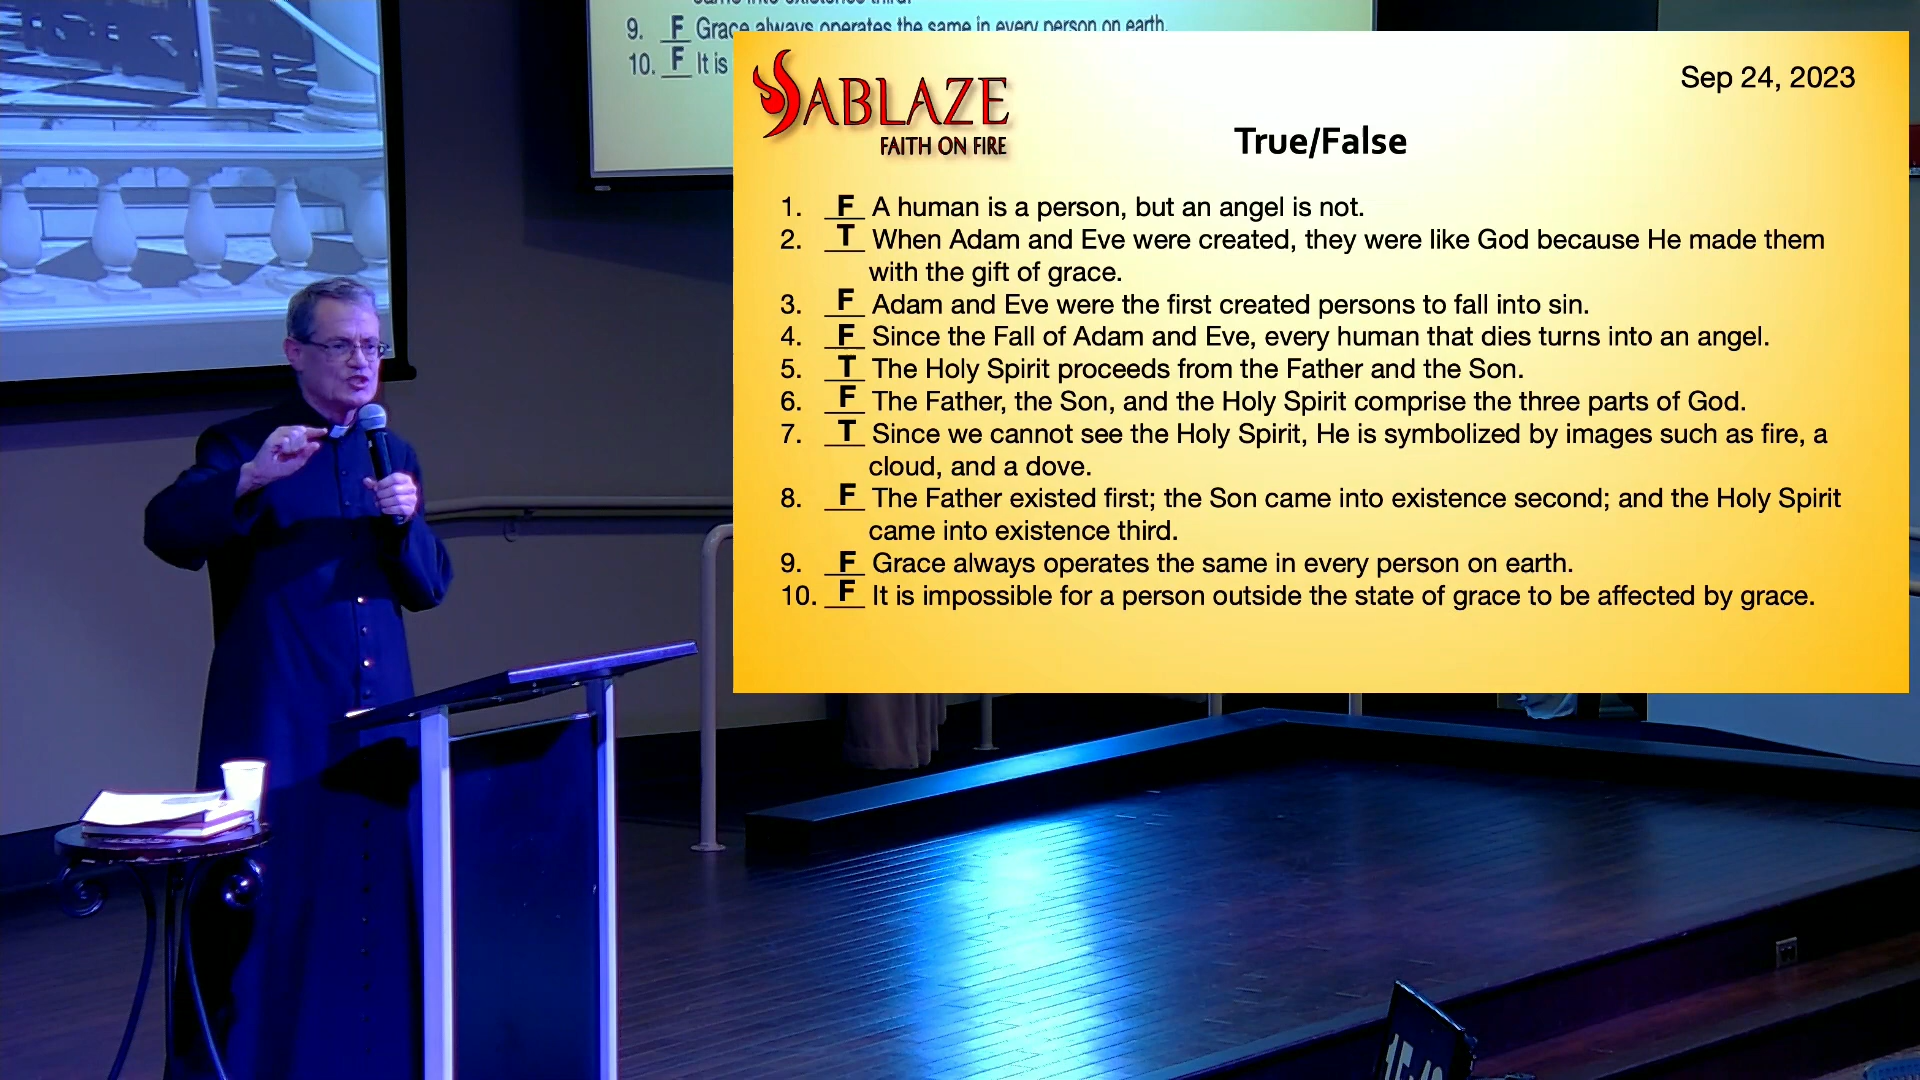 same into existence third.
9. F Grace always operates the same in every person on earth.
10. F It is
ABLAZE
FAITH ON FIRE
Sep 24, 2023
True/False
1. F A human is a person, but an angel is not.
2. T When Adam and Eve were created, they were like God because He made them
with the gift of grace.
3. F Adam and Eve were the first created persons to fall into sin.
4. F Since the Fall of Adam and Eve, every human that dies turns into an angel.
5. T The Holy Spirit proceeds from the Father and the Son.
6. F The Father, the Son, and the Holy Spirit comprise the three parts of God.
7. T Since we cannot see the Holy Spirit, He is symbolized by images such as fire, a
cloud, and a dove.
8. F The Father existed first; the Son came into existence second; and the Holy Spirit
came into existence third.
9. F Grace always operates the same in every person on earth.
10. F It is impossible for a person outside the state of grace to be affected by grace.